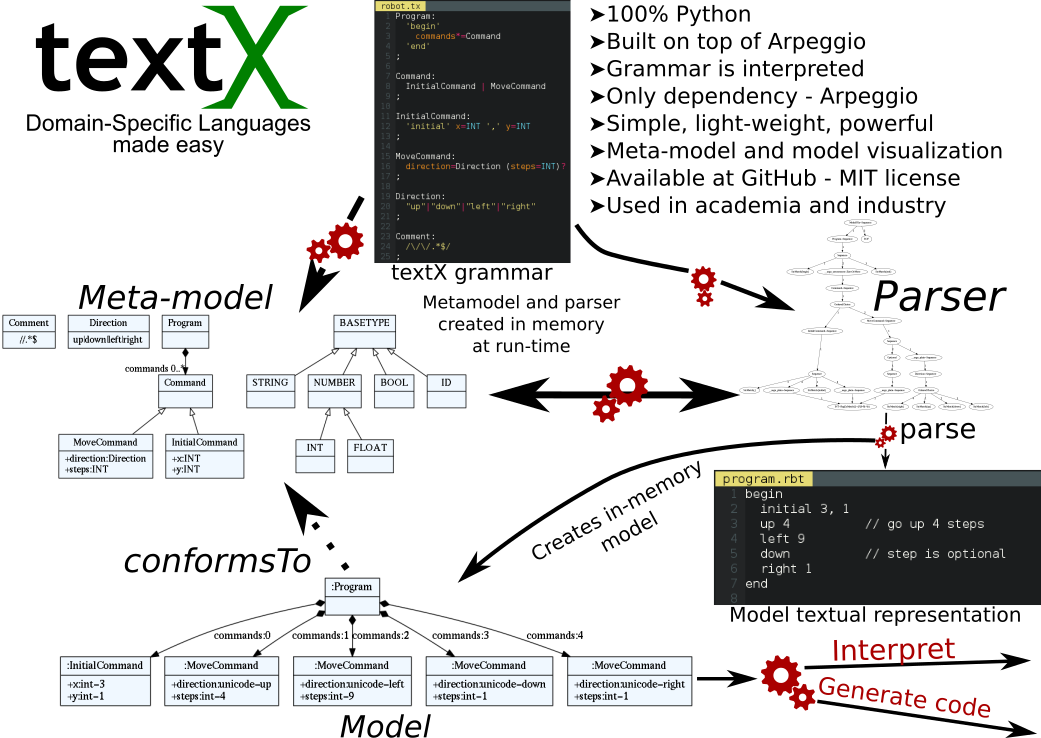 textX
Domain-Specific Languages
made easy
robot.tx
1 Program:
2 'begin'
3 commands*=Command
4 'end'
5 ;
6
7 Command:
8 InitialCommand | MoveCommand
9 ;
10
11 InitialCommand:
12 'initial' x=INT ',' y=INT
13 ;
14
15 MoveCommand:
16 direction=Direction (steps=INT)?
17 ;
18
19 Direction:
20 "up"|"down"|"left"|"right"
21 ;
22
23 Comment:
24 /\/\/.*$/
25 ;
textX grammar
➤100% Python
➤Built on top of Arpeggio
➤Grammar is interpreted
➤Only dependency - Arpeggio
➤Simple, light-weight, powerful
➤Meta-model and model visualization
➤Available at GitHub - MIT license
➤Used in academia and industry
Meta-model
Metamodel and parser
created in memory
at run-time
Parser
Comment
//.*$
Direction
up|down|left|right
Program
commands 0..*
Command
MoveCommand
+direction:Direction
+steps:INT
InitialCommand
+x:INT
+y:INT
BASETYPE
STRING
NUMBER
BOOL
ID
INT
FLOAT
parse
program.rbt
1 begin
2 initial 3, 1
3 up 4 // go up 4 steps
4 left 9
5 down // step is optional
6 right 1
7 end
8
Model textual representation
Creates in-memory
model
conformsTo
:Program
commands:0
commands:1
commands:2
commands:3
commands:4
:InitialCommand
+x:int=3
+y:int=1
:MoveCommand
+direction:unicode=up
+steps:int=4
:MoveCommand
+direction:unicode=left
+steps:int=9
:MoveCommand
+direction:unicode=down
+steps:int=1
:MoveCommand
+direction:unicode=right
+steps:int=1
Model
Interpret
Generate code